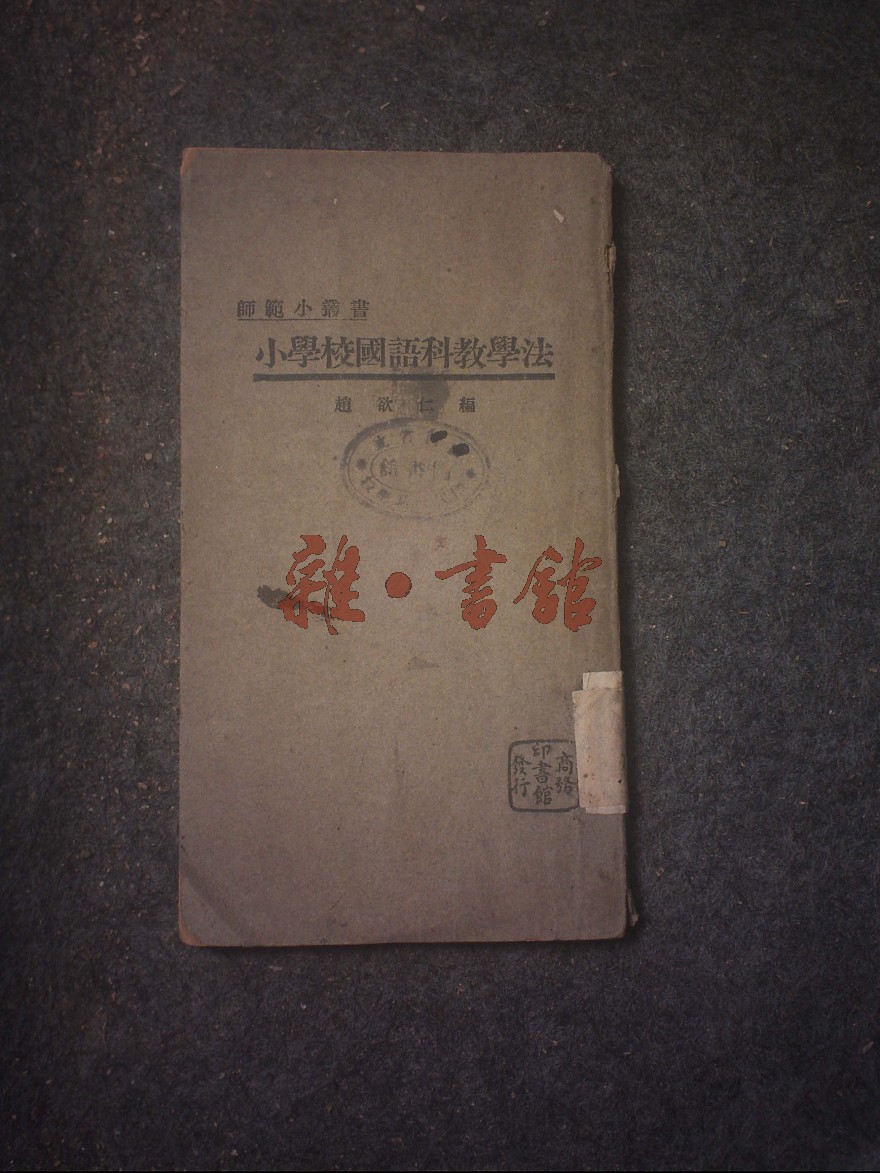 師範小叢書
小學校國語科教學法
趙欲仁編
雜·書館
商務
印書館
發行